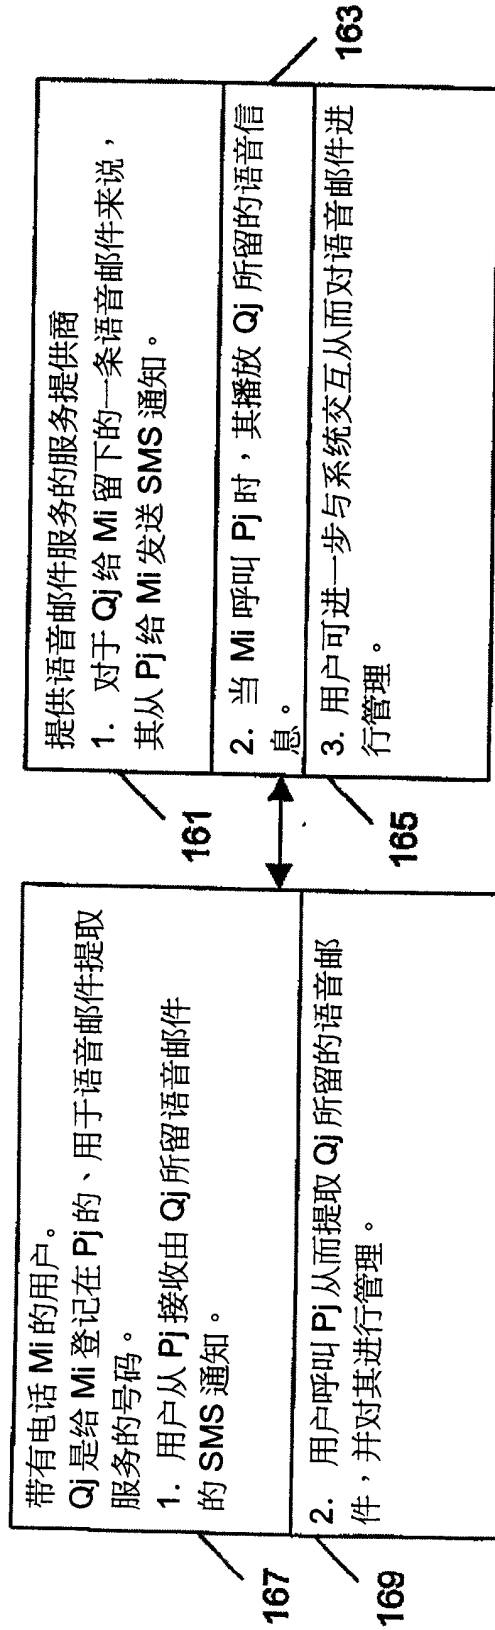 带有电话 Mi 的用户。
Qj 是给 Mi 登记在 Pj 的、用于语音邮件提取
服务的号码。
1. 用户从 Pj 接收由 Qj 所留语音邮件
的 SMS 通知。
2. 用户呼叫 Pj 从而提取 Qj 所留的语音邮
件，并对其进行管理。
167
169
提供语音邮件服务的服务提供商
1. 对于 Qj 给 Mi 留下的一条语音邮件来说，
其从 Pj 给 Mi 发送 SMS 通知。
2. 当 Mi 呼叫 Pj 时，其播放 Qj 所留的语音信
息。
3. 用户可进一步与系统交互从而对语音邮件进
行管理。
161
165
163